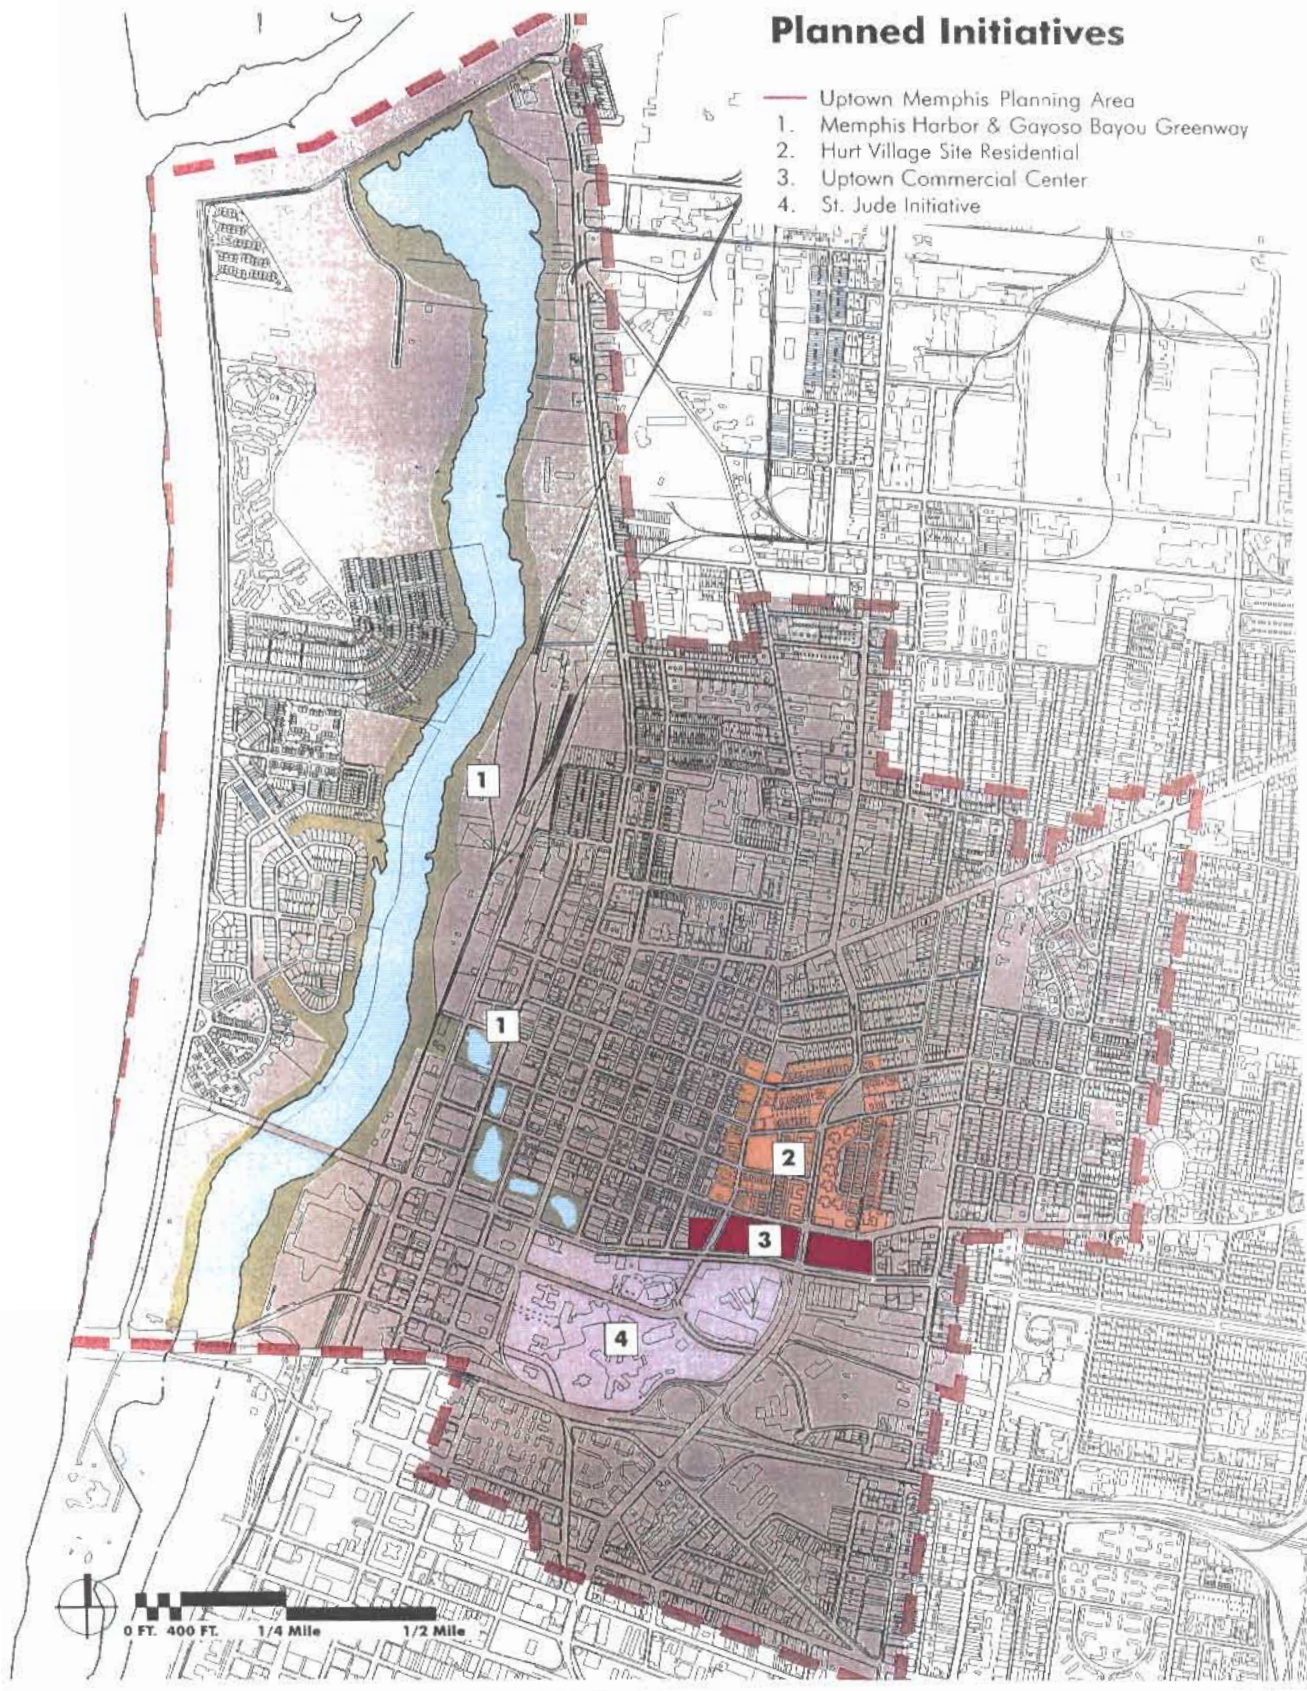 Planned Initiatives
Uptown Memphis Planning Area
1. Memphis Harbor & Gayoso Bayou Greenway
2. Hurt Village Site Residential
3. Uptown Commercial Center
4. St. Jude Initiative
1
1
2
3
4
0 FT. 400 FT. 1/4 Mile 1/2 Mile